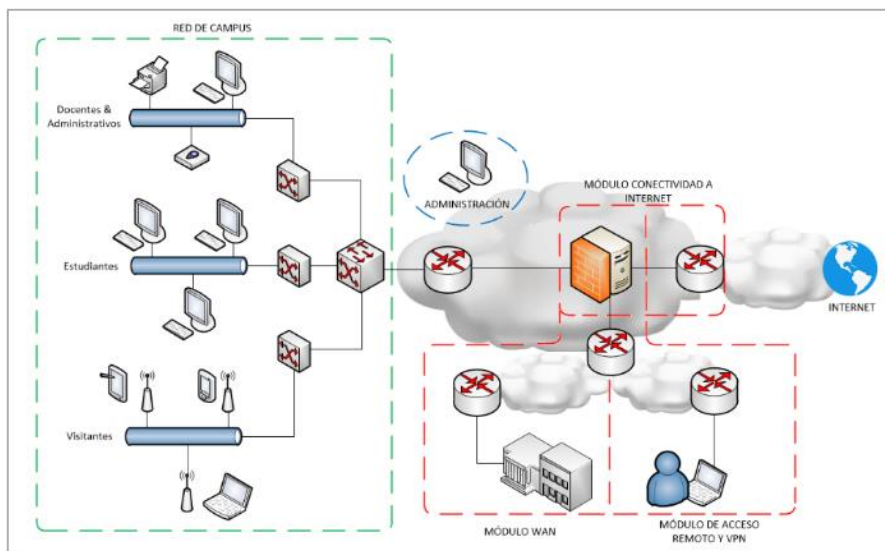 RED DE CAMPUS
Docentes &
Administrativos
Estudiantes
Visitantes
ADMINISTRACIÓN
MÓDULO CONECTIVIDAD A
INTERNET
INTERNET
MÓDULO WAN
MÓDULO DE ACCESO
REMOTO Y VPN